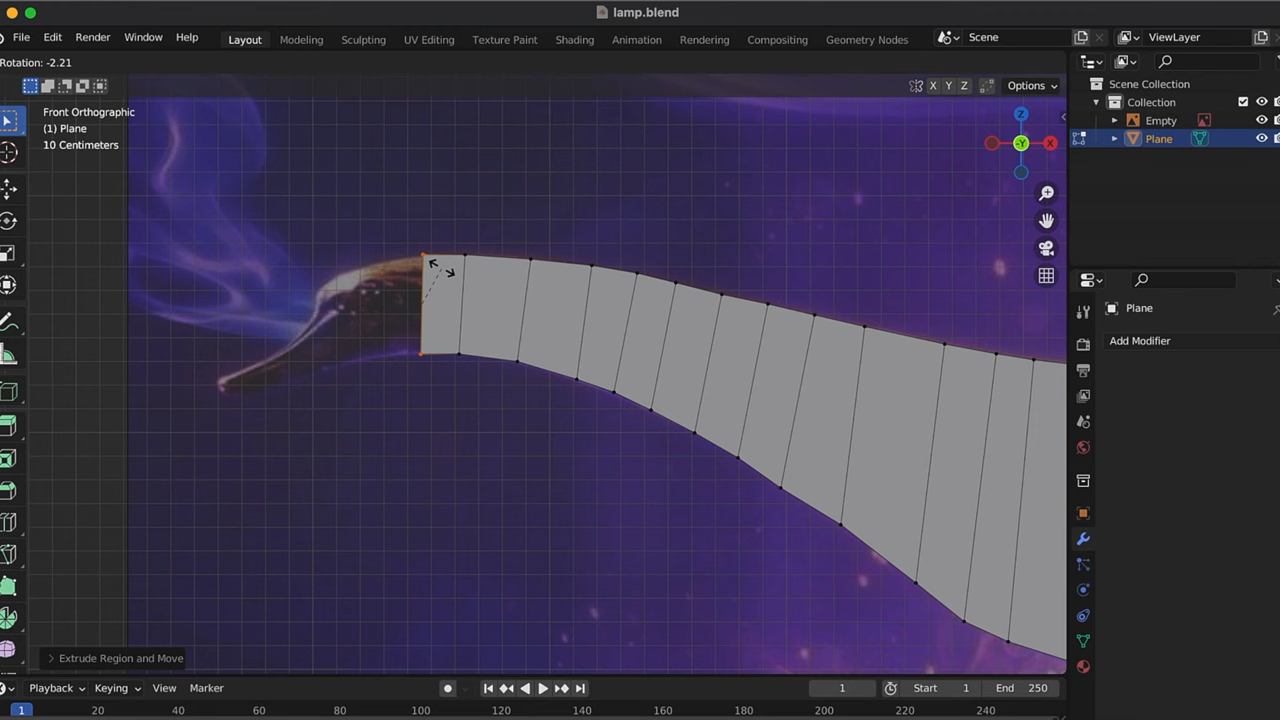 lamp.blend
File Edit Render Window Help Layout Modeling Sculpting UV Editing Texture Paint Shading Animation Rendering Compositing Geometry Nodes Scene ViewLayer
Rotation: -2.21
X Y Z Options
Front Orthographic
(1) Plane
10 Centimeters
Z
-Y X
Scene Collection
Collection
Empty
Plane
Plane
Add Modifier
Extrude Region and Move
Playback Keying View Marker 1 Start 1 End 250
1 20 40 60 80 100 120 140 160 180 200 220 240